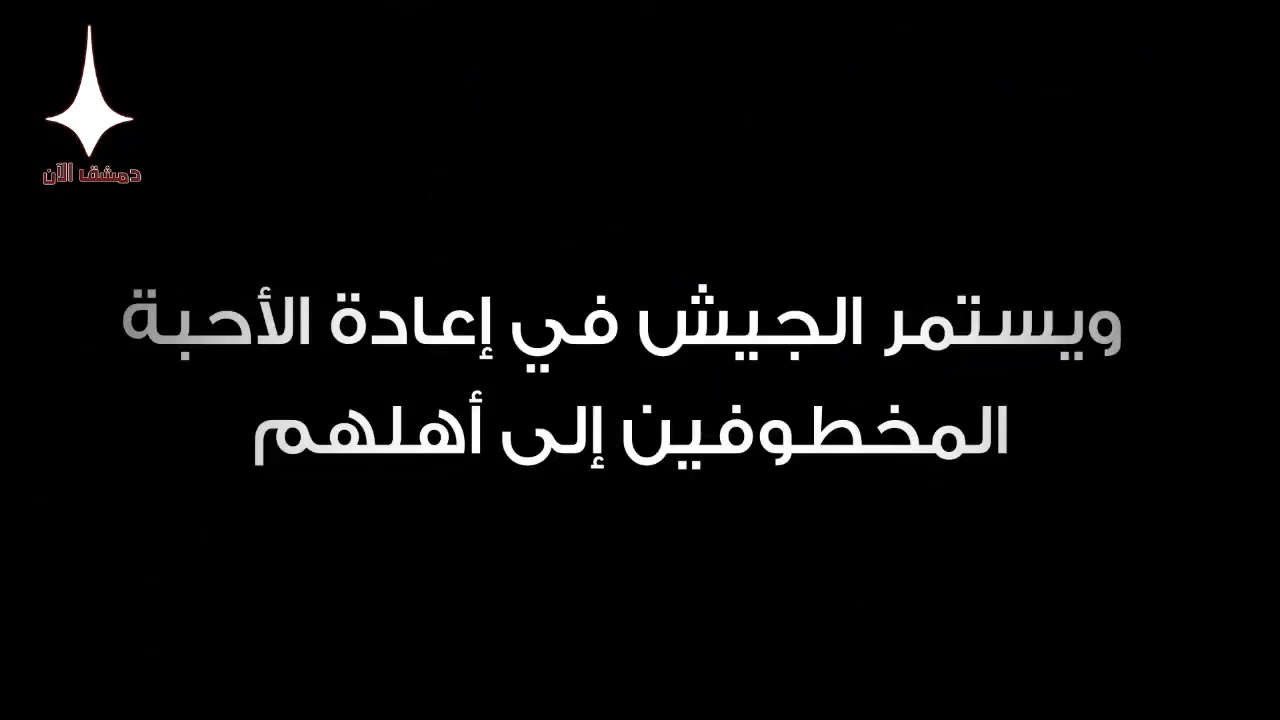 دمشق الآن
ويستمر الجيش في إعادة الأحبة
المخطوفين إلى أهلهم